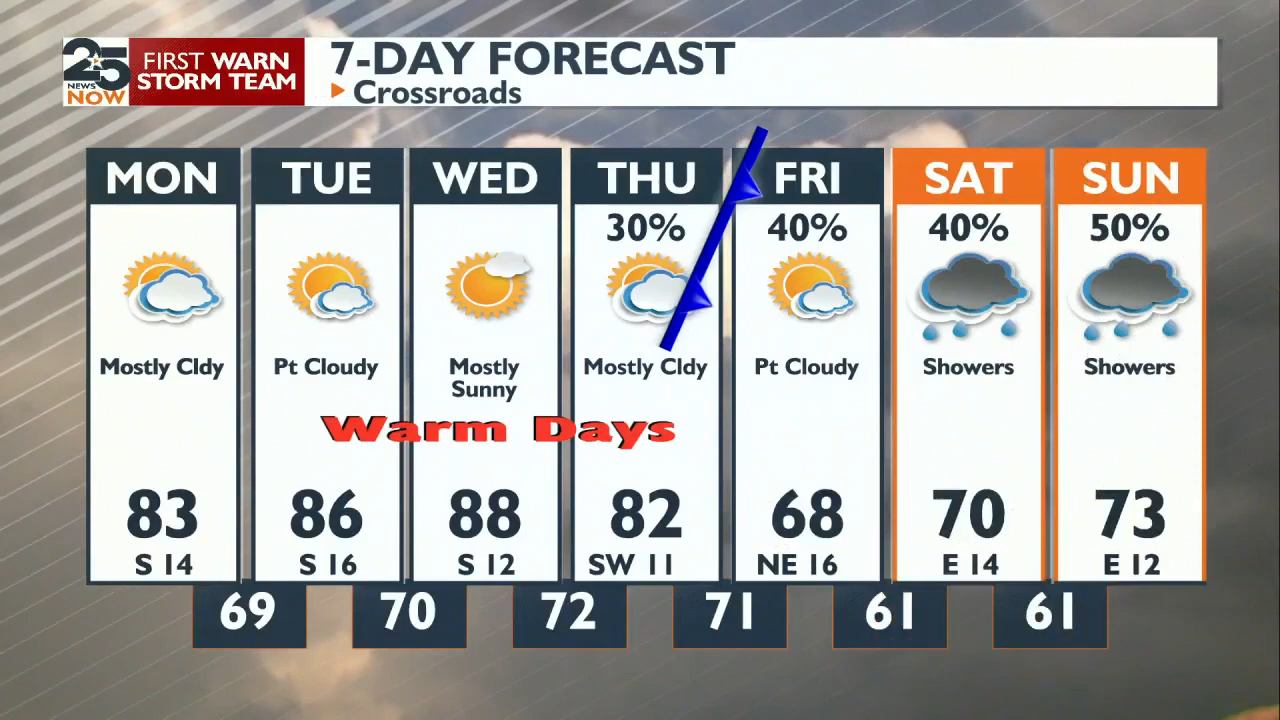 25
NEWS
NOW
FIRST WARN
STORM TEAM
7-DAY FORECAST
Crossroads
MON
Mostly Cldy
83
S 14
TUE
Pt Cloudy
86
S 16
WED
Mostly
Sunny
88
S 12
THU
30%
Mostly Cldy
82
SW 11
FRI
40%
Pt Cloudy
68
NE 16
SAT
40%
Showers
70
E 14
SUN
50%
Showers
73
E 12
Warm Days
69
70
72
71
61
61